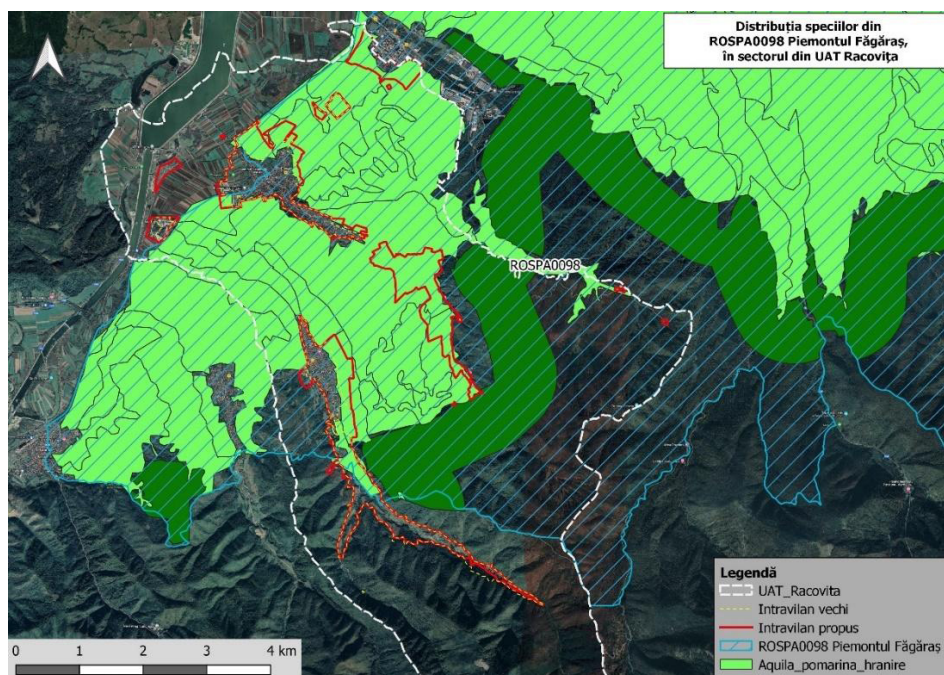 Distribuția speciilor din
ROSPA0098 Piemontul Făgăraș,
în sectorul din UAT Racovița
ROSPA0098
Legendă
UAT_Racovita
Intravilan vechi
Intravilan propus
ROSPA0098 Piemontul Făgăraș
Aquila_pomarina_hranire
0 1 2 3 4 km